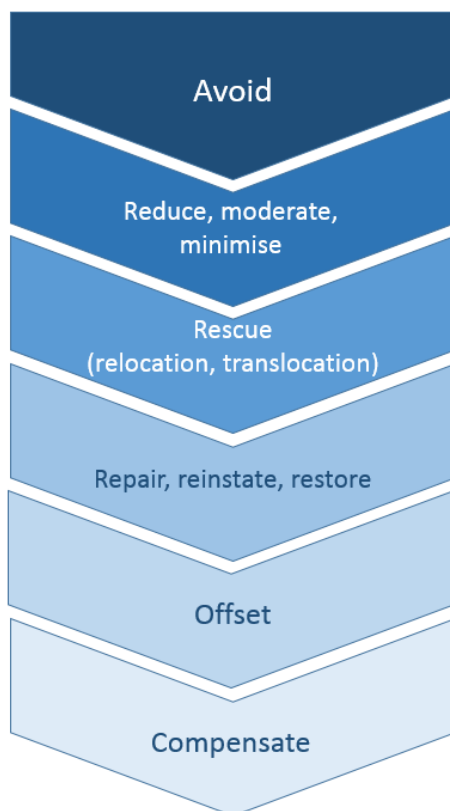 Avoid
Reduce, moderate,
minimise
Rescue
(relocation, translocation)
Repair, reinstate, restore
Offset
Compensate